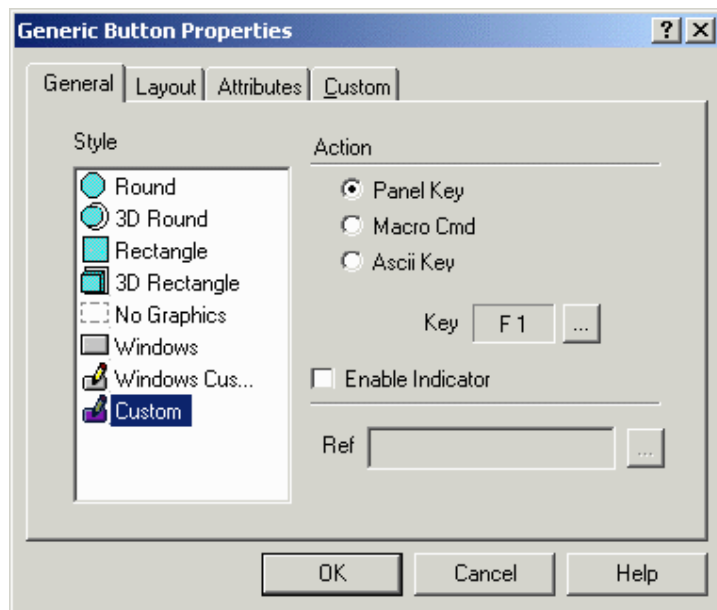 Generic Button Properties
General Layout Attributes Custom
Style
Round
3D Round
Rectangle
3D Rectangle
No Graphics
Windows
Windows Cus...
Custom
Action
Panel Key
Macro Cmd
Ascii Key
Key F 1 ...
Enable Indicator
Ref ...
OK Cancel Help